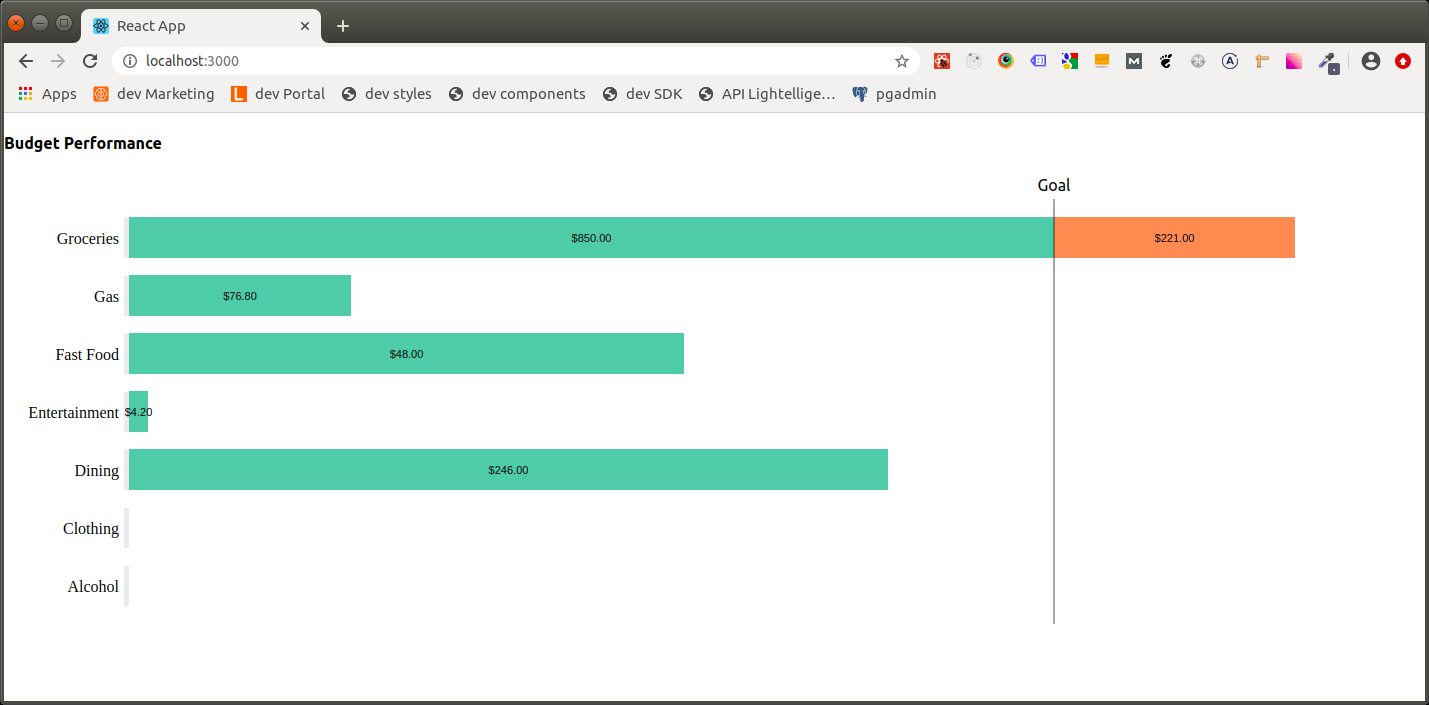 React App
localhost:3000
Apps dev Marketing dev Portal dev styles dev components dev SDK API Lightellige… pgadmin
Budget Performance
Goal
Groceries $850.00 $221.00
Gas $76.80
Fast Food $48.00
Entertainment $4.20
Dining $246.00
Clothing
Alcohol